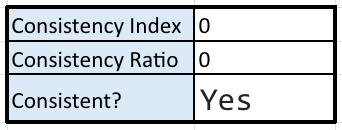 Consistency Index 0
Consistency Ratio 0
Consistent? Yes